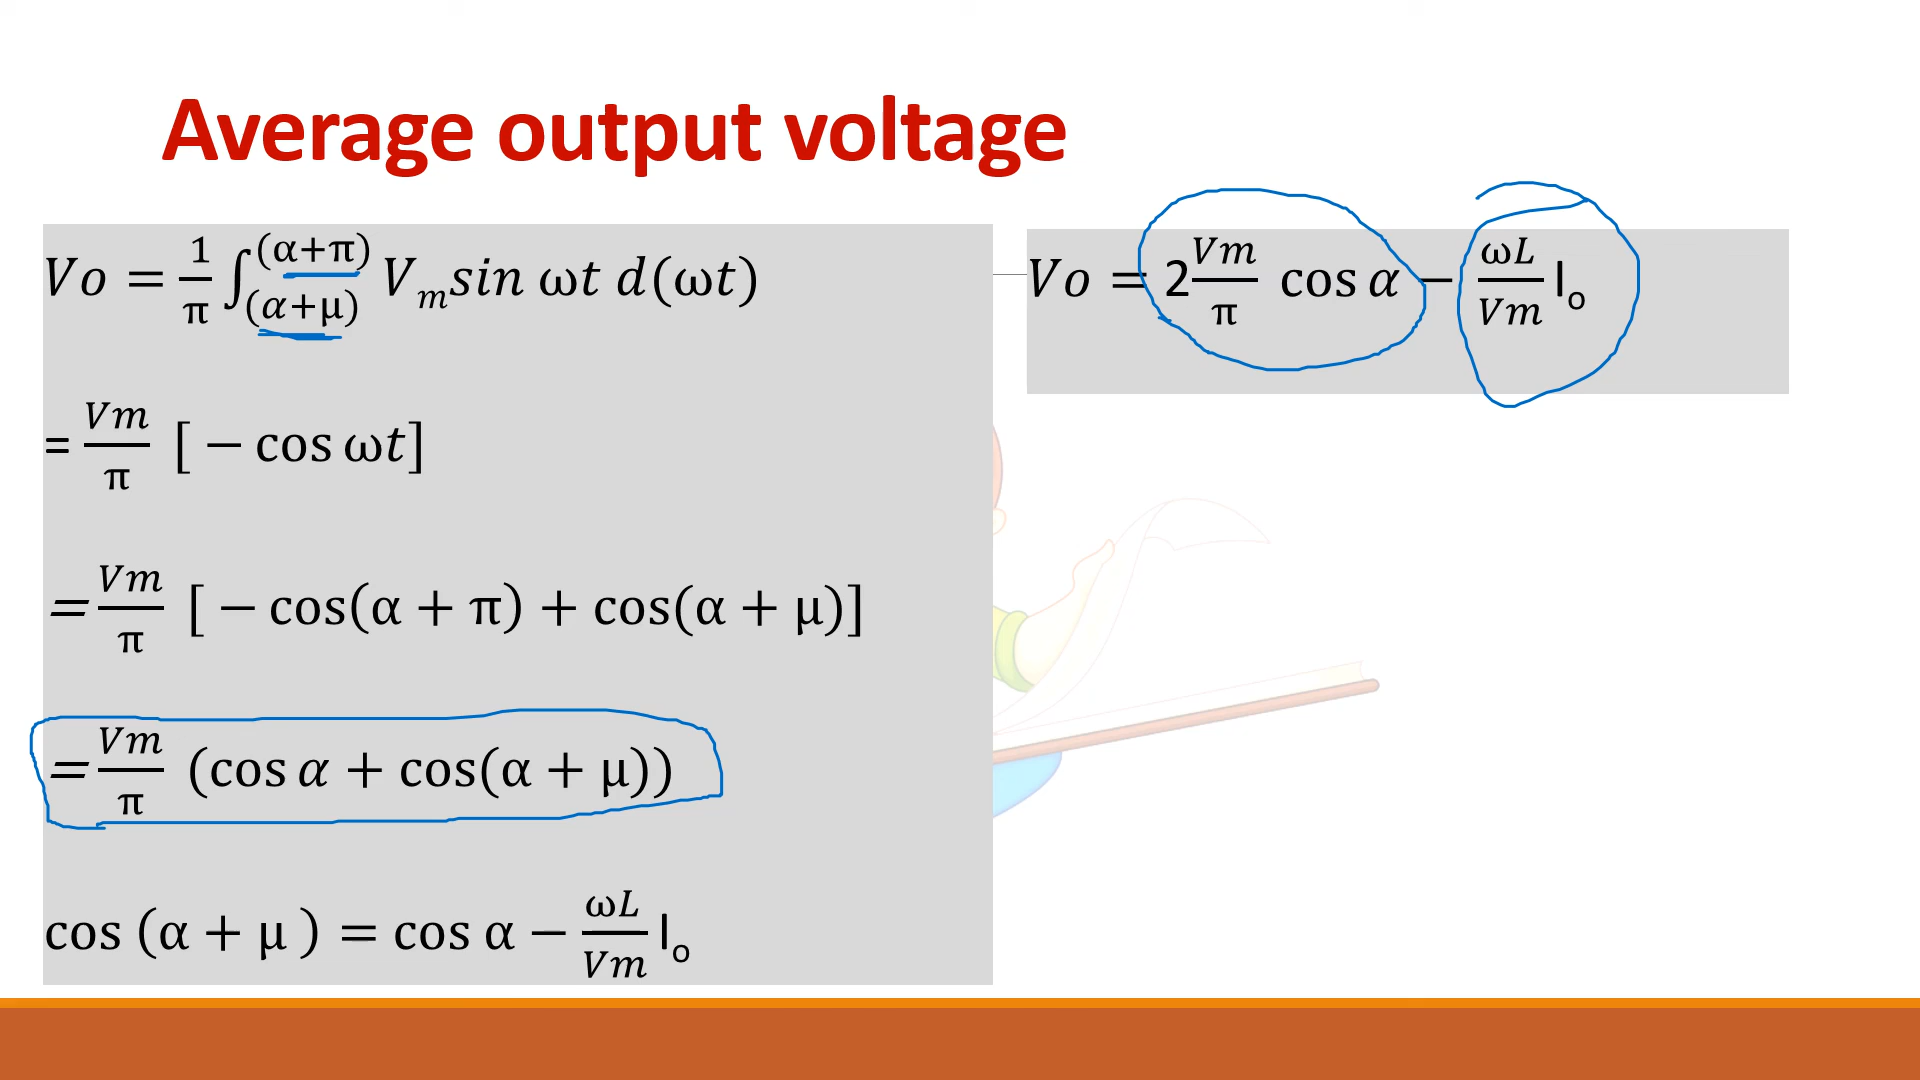 Average output voltage
Vo = 1/π ∫_(α+μ)^(α+π) V_m sin ωt d(ωt)
= Vm/π [ − cos ωt]
= Vm/π [ − cos(α + π) + cos(α + μ)]
= Vm/π (cos α + cos(α + μ))
cos (α + μ ) = cos α − ωL/Vm I_o
Vo = 2 Vm/π cos α − ωL/Vm I_o